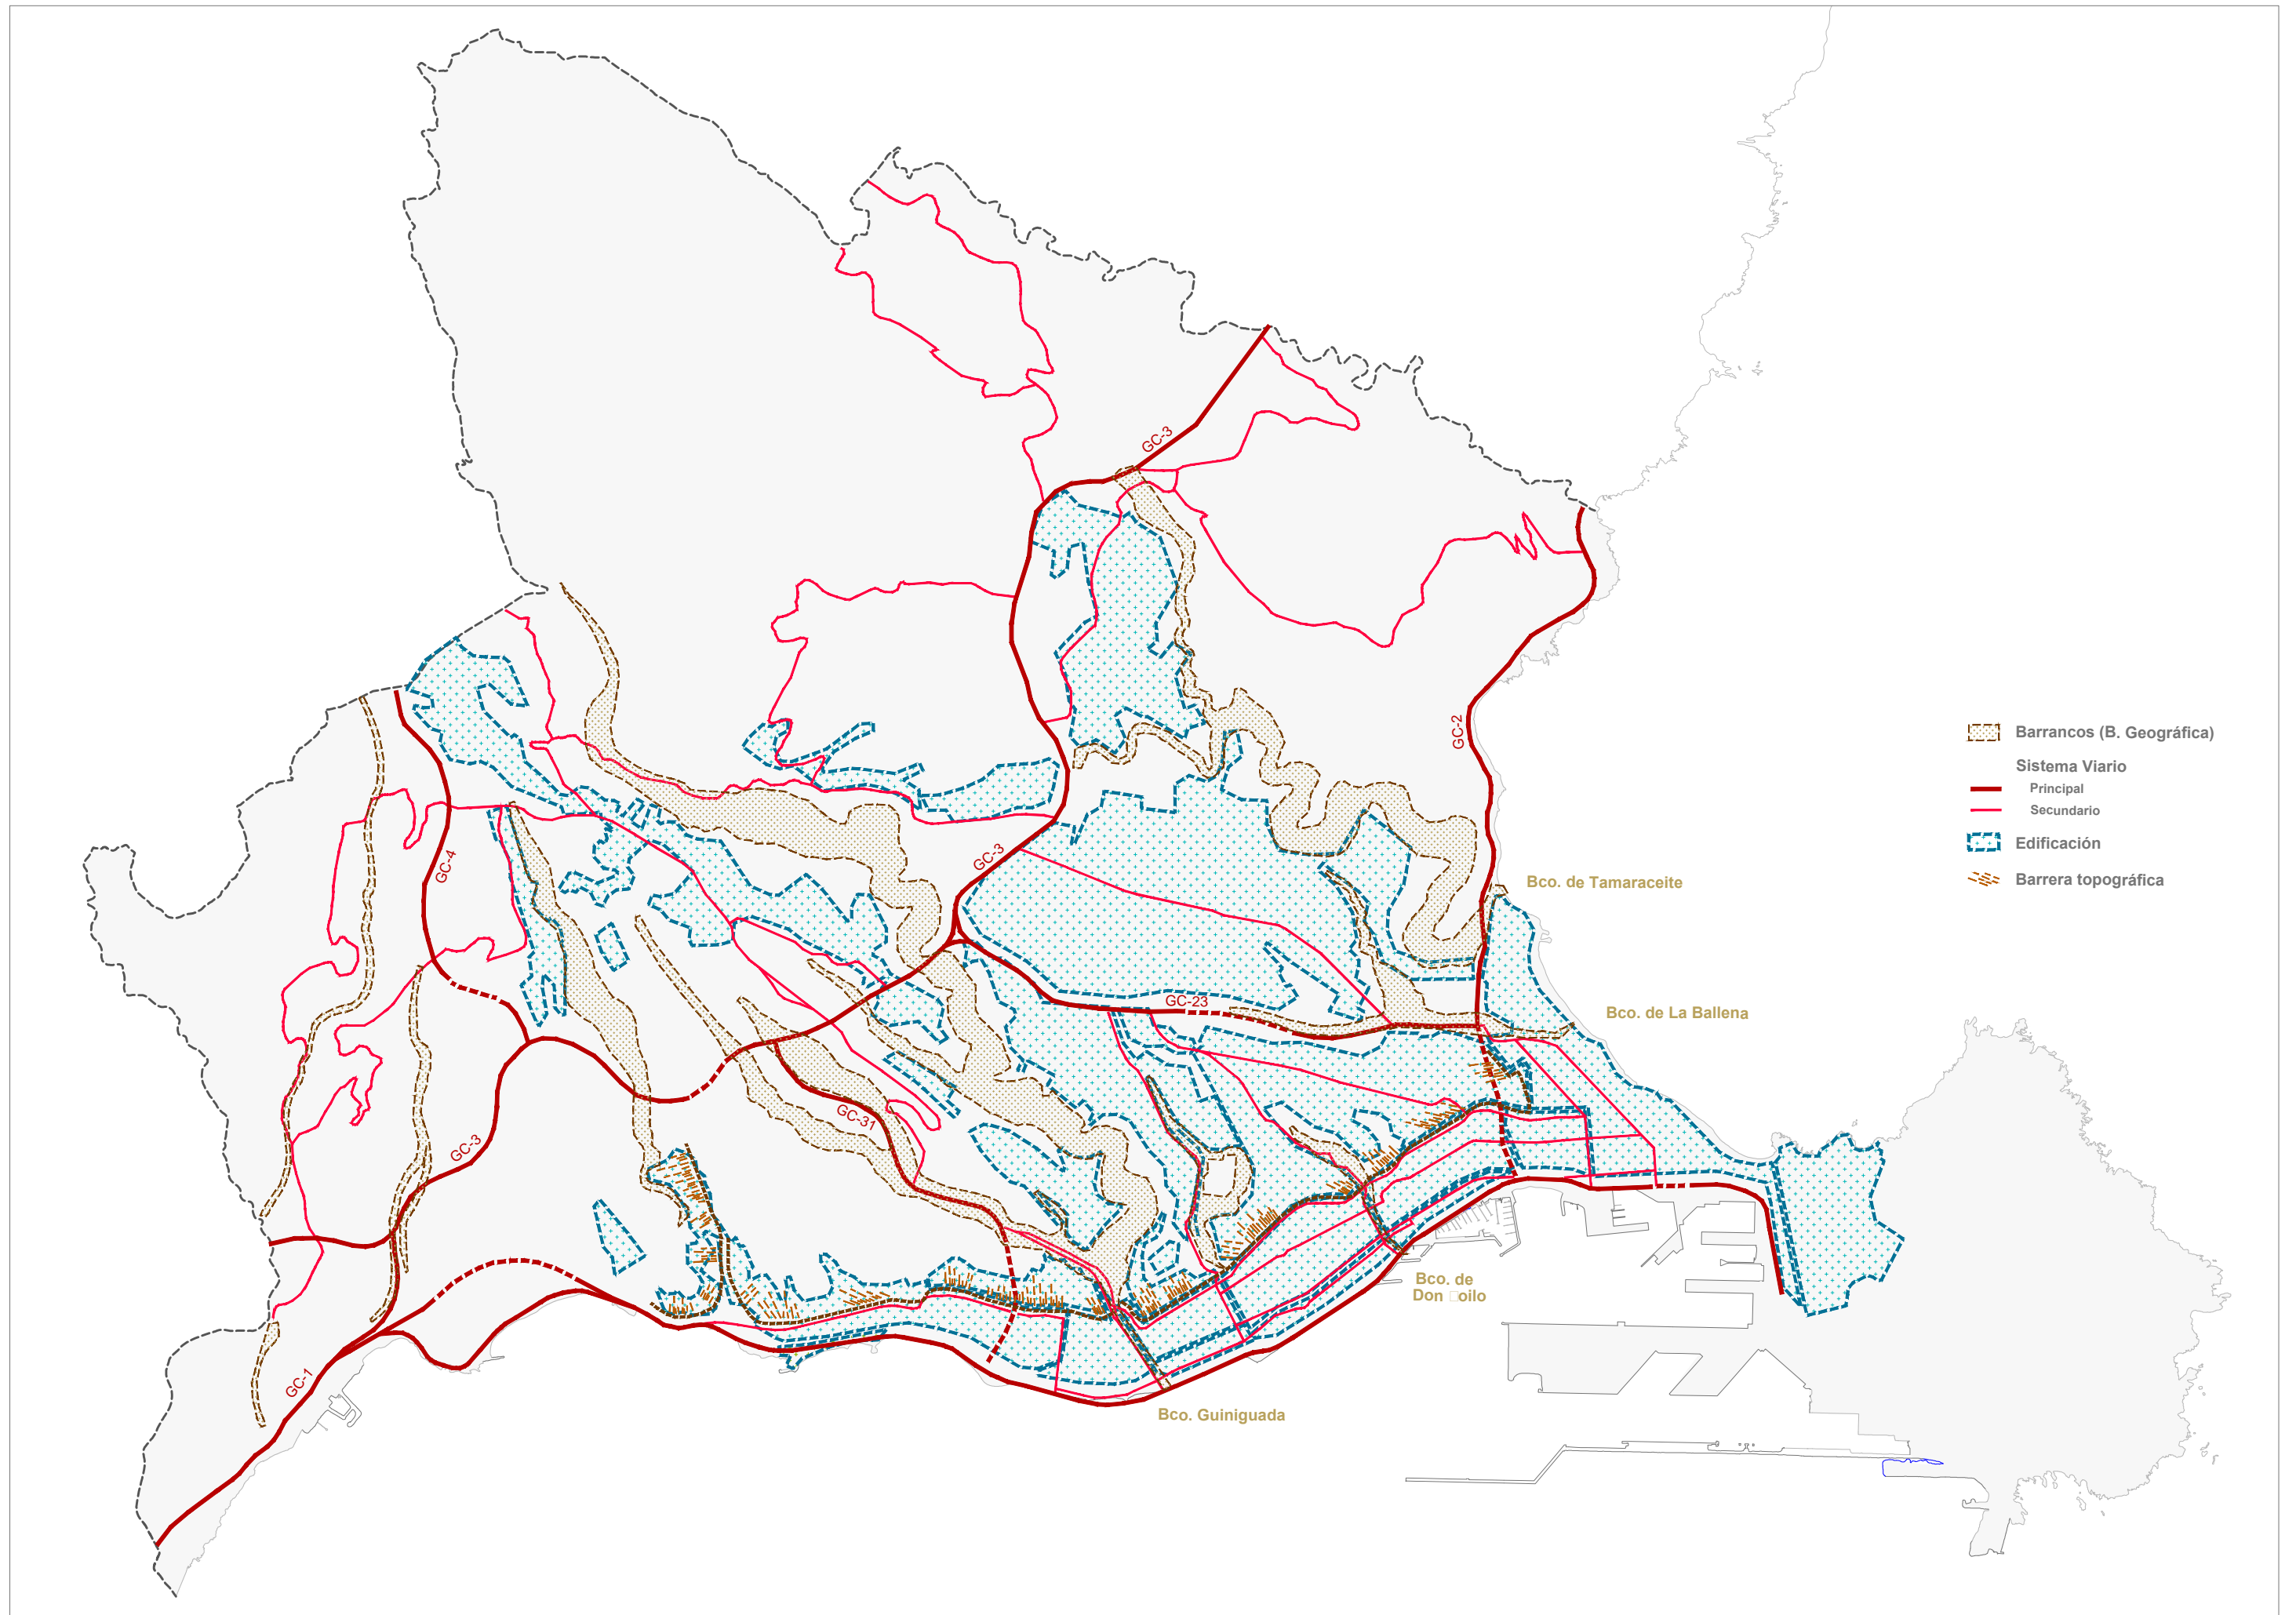 GC-3
GC-2
Barrancos (B. Geográfica)
Sistema Viario
Principal
Secundario
Edificación
Barrera topográfica
GC-3
GC-4
Bco. de Tamaraceite
GC-23
Bco. de La Ballena
GC-31
GC-3
Bco. de
Don □oilo
GC-1
Bco. Guiniguada